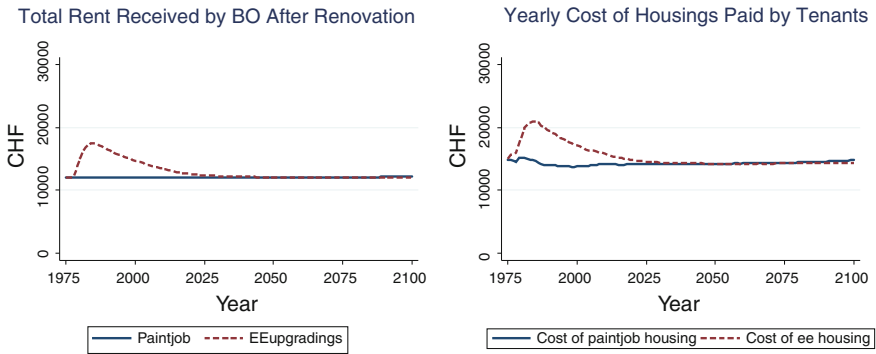 Total Rent Received by BO After Renovation
CHF
30000
20000
10000
0
1975 2000 2025 2050 2075 2100
Year
Paintjob EEupgradings
Yearly Cost of Housings Paid by Tenants
CHF
30000
20000
10000
0
1975 2000 2025 2050 2075 2100
Year
Cost of paintjob housing Cost of ee housing